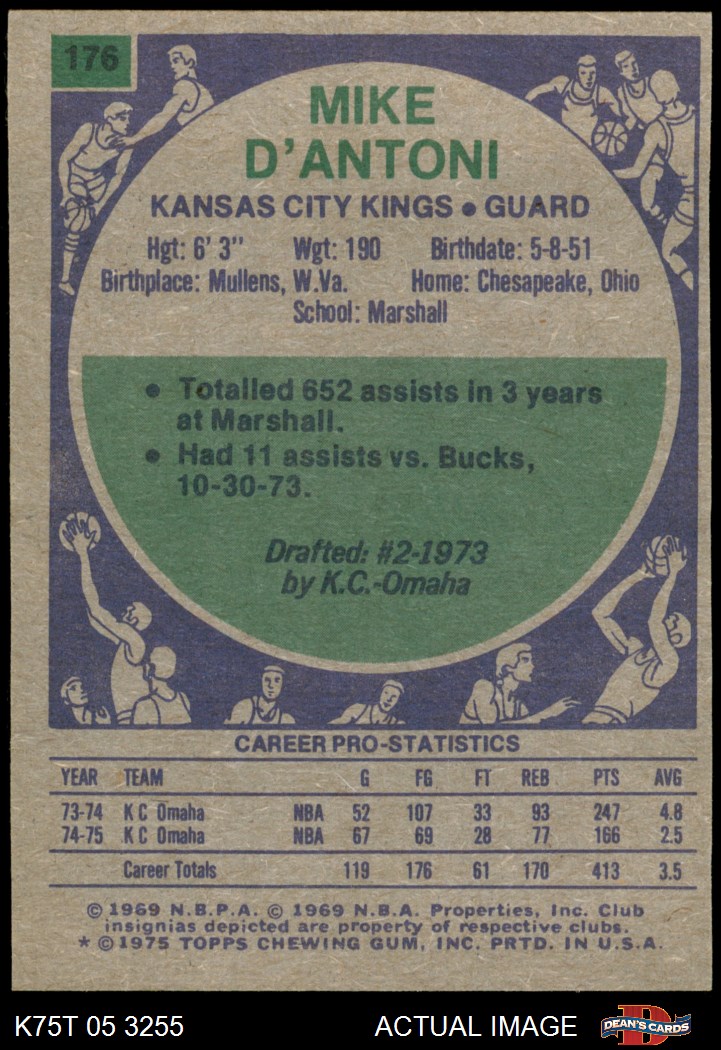 176
MIKE
D'ANTONI
KANSAS CITY KINGS • GUARD
Hgt: 6' 3" Wgt: 190 Birthdate: 5-8-51
Birthplace: Mullens, W.Va. Home: Chesapeake, Ohio
School: Marshall
• Totalled 652 assists in 3 years
at Marshall.
• Had 11 assists vs. Bucks,
10-30-73.
Drafted: #2-1973
by K.C.-Omaha
CAREER PRO-STATISTICS
YEAR TEAM G FG FT REB PTS AVG
73-74 K C Omaha NBA 52 107 33 93 247 4.8
74-75 K C Omaha NBA 67 69 28 77 166 2.5
Career Totals 119 176 61 170 413 3.5
© 1969 N.B.P.A. © 1969 N.B.A. Properties, Inc. Club
insignias depicted are property of respective clubs.
* © 1975 TOPPS CHEWING GUM, INC. PRTD. IN U.S.A.
K75T 05 3255 ACTUAL IMAGE DEAN'S CARDS